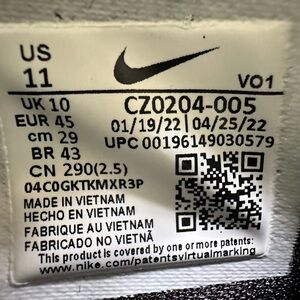 US
11
VO1
UK 10
CZ0204-005
EUR 45
01/19/22 | 04/25/22
cm 29
UPC 00196149030579
BR 43
CN 290(2.5)
04C0GKTKMXR3P
MADE IN VIETNAM
HECHO EN VIETNAM
FABRIQUE AU VIETNAM
FABRICADO NO VIETNÃ
This product is covered by one or more patents:
www.nike.com/patentsvirtualmarking